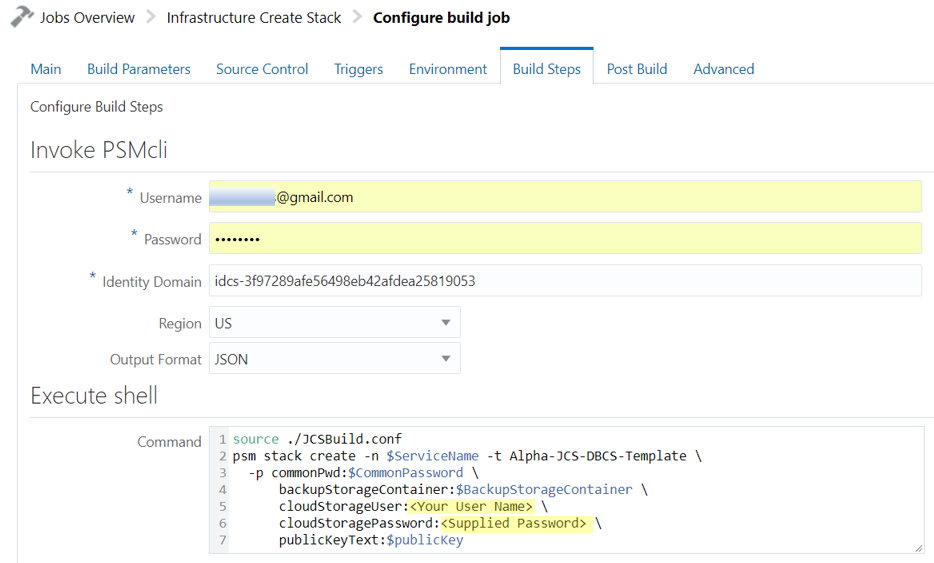 Jobs Overview > Infrastructure Create Stack > Configure build job
Main Build Parameters Source Control Triggers Environment Build Steps Post Build Advanced
Configure Build Steps
Invoke PSMcli
* Username @gmail.com
* Password ••••••••
* Identity Domain idcs-3f97289afe56498eb42afdea25819053
Region US
Output Format JSON
Execute shell
Command 1 source ./JCSBuild.conf
2 psm stack create -n $ServiceName -t Alpha-JCS-DBCS-Template \
3 -p commonPwd:$CommonPassword \
4 backupStorageContainer:$BackupStorageContainer \
5 cloudStorageUser:<Your User Name> \
6 cloudStoragePassword:<Supplied Password> \
7 publicKeyText:$publicKey